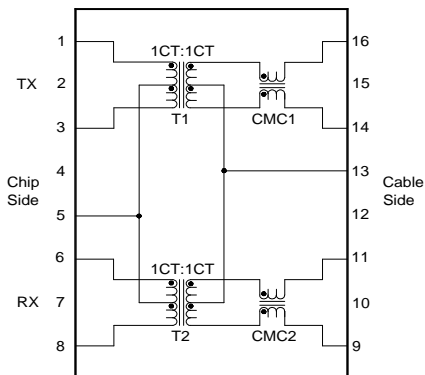 1
1CT:1CT
16
TX
2
15
3
T1
CMC1
14
4
13
Chip
Side
Cable
Side
5
12
6
11
1CT:1CT
RX
7
10
8
T2
CMC2
9